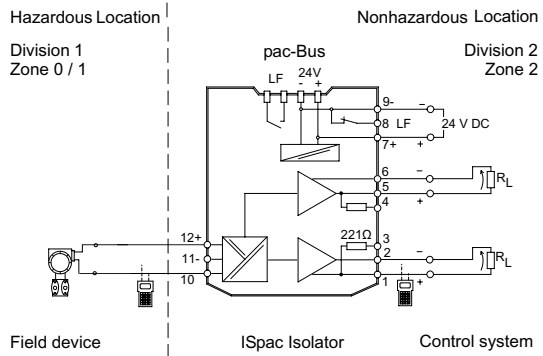 Hazardous Location
Nonhazardous Location
Division 1
Zone 0 / 1
pac-Bus
Division 2
Zone 2
LF
24V
- +
9-
8 LF
7+
–
24 V DC
+
6
5
4
–
+
RL
221Ω
3
2
1
–
+
RL
12+
11-
10
Field device
ISpac Isolator
Control system